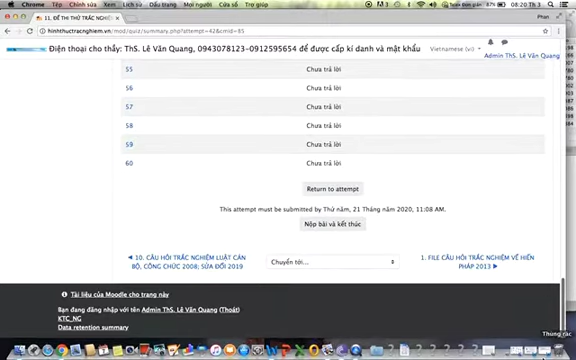 Chrome Tệp Chỉnh sửa Xem Lịch sử Dấu trang Mọi người Cửa sổ Trợ giúp
08:20 Th 3
11. ĐỀ THI THỬ TRẮC NGHIỆM
Phan
hinhthuctracnghiem.vn/mod/quiz/summary.php?attempt=42&cmid=85
Điện thoại cho thầy: ThS. Lê Văn Quang, 0943078123-0912595654 để được cấp kí danh và mật khẩu
Vietnamese (vi)
Admin ThS. Lê Văn Quang
55 Chưa trả lời
56 Chưa trả lời
57 Chưa trả lời
58 Chưa trả lời
59 Chưa trả lời
60 Chưa trả lời
Return to attempt
This attempt must be submitted by Thứ năm, 21 Tháng năm 2020, 11:08 AM.
Nộp bài và kết thúc
◀ 10. CÂU HỎI TRẮC NGHIỆM LUẬT CÁN
BỘ, CÔNG CHỨC 2008; SỬA ĐỔI 2019
Chuyển tới...
1. FILE CÂU HỎI TRẮC NGHIỆM VỀ HIẾN
PHÁP 2013 ▶
Tài liệu của Moodle cho trang này
Bạn đang đăng nhập với tên Admin ThS. Lê Văn Quang (Thoát)
KTC_NG
Data retention summary
Thùng rác